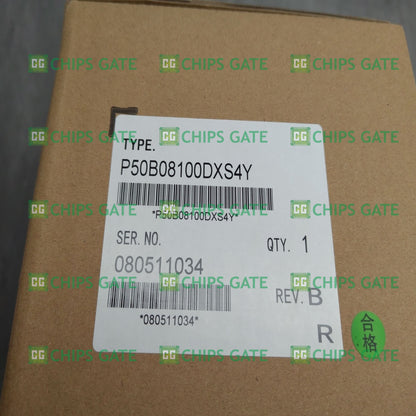 TYPE.
P50B08100DXS4Y
*P50B08100DXS4Y*
SER. NO.
QTY. 1
080511034
REV. B
*080511034*
R
合格
CHIPS GATE